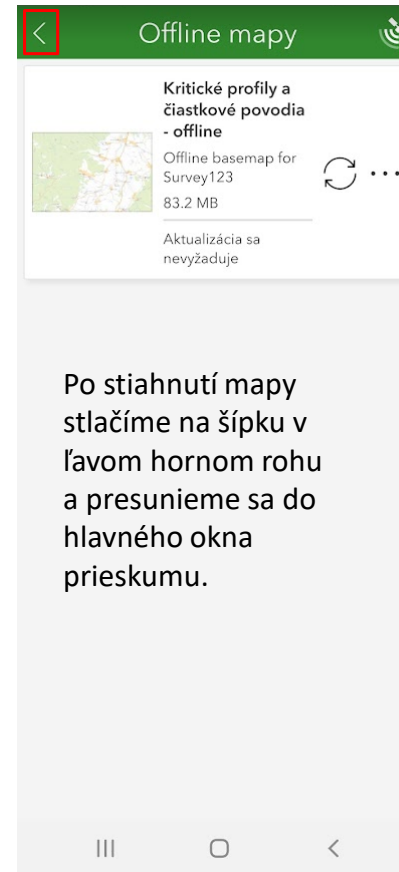 Offline mapy
Kritické profily a
čiastkové povodia
- offline
Offline basemap for
Survey123
83.2 MB
Aktualizácia sa
nevyžaduje
Po stiahnutí mapy
stlačíme na šípku v
ľavom hornom rohu
a presunieme sa do
hlavného okna
prieskumu.